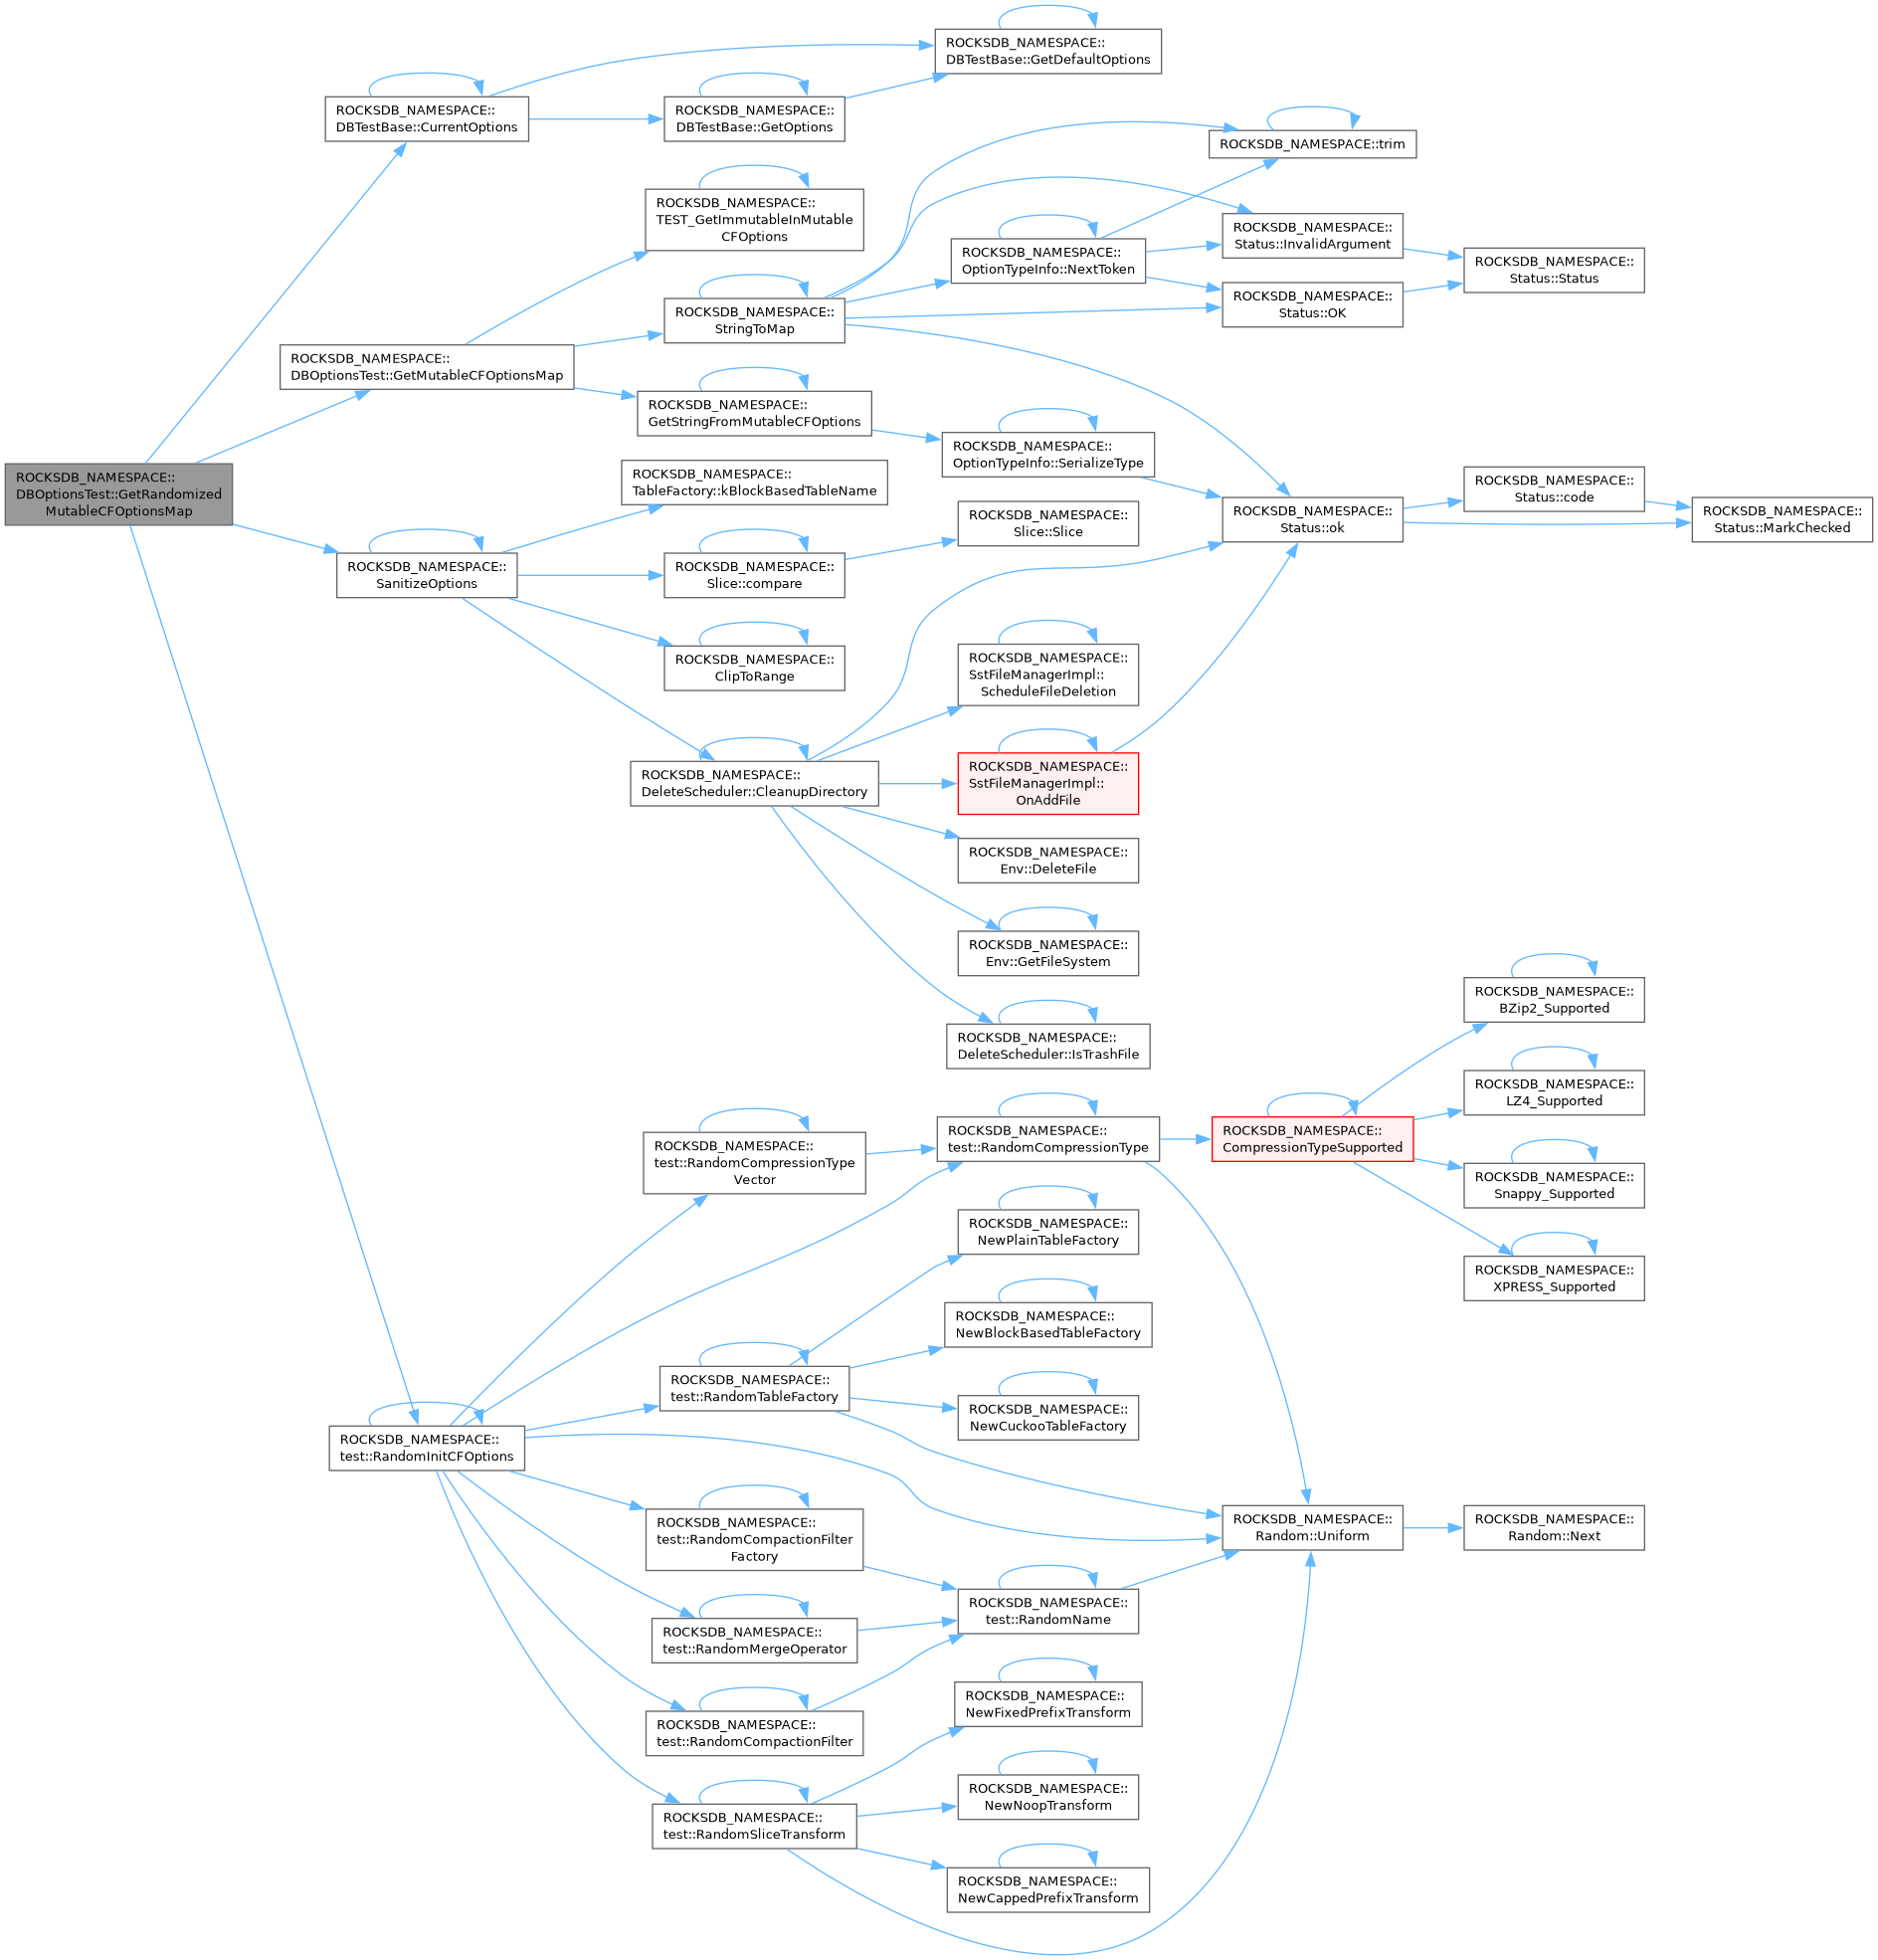 ROCKSDB_NAMESPACE::
DBOptionsTest::GetRandomized
MutableCFOptionsMap
ROCKSDB_NAMESPACE::
DBTestBase::CurrentOptions
ROCKSDB_NAMESPACE::
DBTestBase::GetDefaultOptions
ROCKSDB_NAMESPACE::
DBTestBase::GetOptions
ROCKSDB_NAMESPACE::
DBOptionsTest::GetMutableCFOptionsMap
ROCKSDB_NAMESPACE::
TEST_GetImmutableInMutable
CFOptions
ROCKSDB_NAMESPACE::
StringToMap
ROCKSDB_NAMESPACE::
GetStringFromMutableCFOptions
ROCKSDB_NAMESPACE::
OptionTypeInfo::NextToken
ROCKSDB_NAMESPACE::trim
ROCKSDB_NAMESPACE::
Status::InvalidArgument
ROCKSDB_NAMESPACE::
Status::OK
ROCKSDB_NAMESPACE::
Status::Status
ROCKSDB_NAMESPACE::
OptionTypeInfo::SerializeType
ROCKSDB_NAMESPACE::
Status::ok
ROCKSDB_NAMESPACE::
Status::code
ROCKSDB_NAMESPACE::
Status::MarkChecked
ROCKSDB_NAMESPACE::
SanitizeOptions
ROCKSDB_NAMESPACE::
TableFactory::kBlockBasedTableName
ROCKSDB_NAMESPACE::
Slice::compare
ROCKSDB_NAMESPACE::
Slice::Slice
ROCKSDB_NAMESPACE::
ClipToRange
ROCKSDB_NAMESPACE::
DeleteScheduler::CleanupDirectory
ROCKSDB_NAMESPACE::
SstFileManagerImpl::
ScheduleFileDeletion
ROCKSDB_NAMESPACE::
SstFileManagerImpl::
OnAddFile
ROCKSDB_NAMESPACE::
Env::DeleteFile
ROCKSDB_NAMESPACE::
Env::GetFileSystem
ROCKSDB_NAMESPACE::
DeleteScheduler::IsTrashFile
ROCKSDB_NAMESPACE::
test::RandomInitCFOptions
ROCKSDB_NAMESPACE::
test::RandomCompressionType
Vector
ROCKSDB_NAMESPACE::
test::RandomCompressionType
ROCKSDB_NAMESPACE::
CompressionTypeSupported
ROCKSDB_NAMESPACE::
BZip2_Supported
ROCKSDB_NAMESPACE::
LZ4_Supported
ROCKSDB_NAMESPACE::
Snappy_Supported
ROCKSDB_NAMESPACE::
XPRESS_Supported
ROCKSDB_NAMESPACE::
test::RandomTableFactory
ROCKSDB_NAMESPACE::
NewPlainTableFactory
ROCKSDB_NAMESPACE::
NewBlockBasedTableFactory
ROCKSDB_NAMESPACE::
NewCuckooTableFactory
ROCKSDB_NAMESPACE::
Random::Uniform
ROCKSDB_NAMESPACE::
Random::Next
ROCKSDB_NAMESPACE::
test::RandomCompactionFilter
Factory
ROCKSDB_NAMESPACE::
test::RandomMergeOperator
ROCKSDB_NAMESPACE::
test::RandomName
ROCKSDB_NAMESPACE::
test::RandomCompactionFilter
ROCKSDB_NAMESPACE::
test::RandomSliceTransform
ROCKSDB_NAMESPACE::
NewFixedPrefixTransform
ROCKSDB_NAMESPACE::
NewNoopTransform
ROCKSDB_NAMESPACE::
NewCappedPrefixTransform